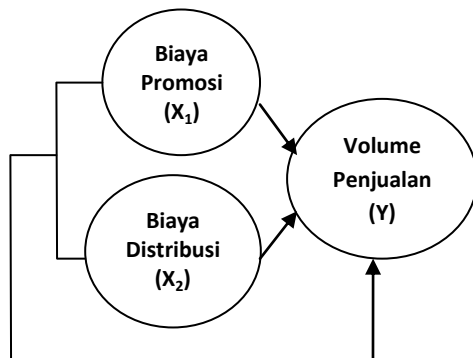 Biaya
Promosi
(X₁)
Volume
Penjualan
(Y)
Biaya
Distribusi
(X₂)